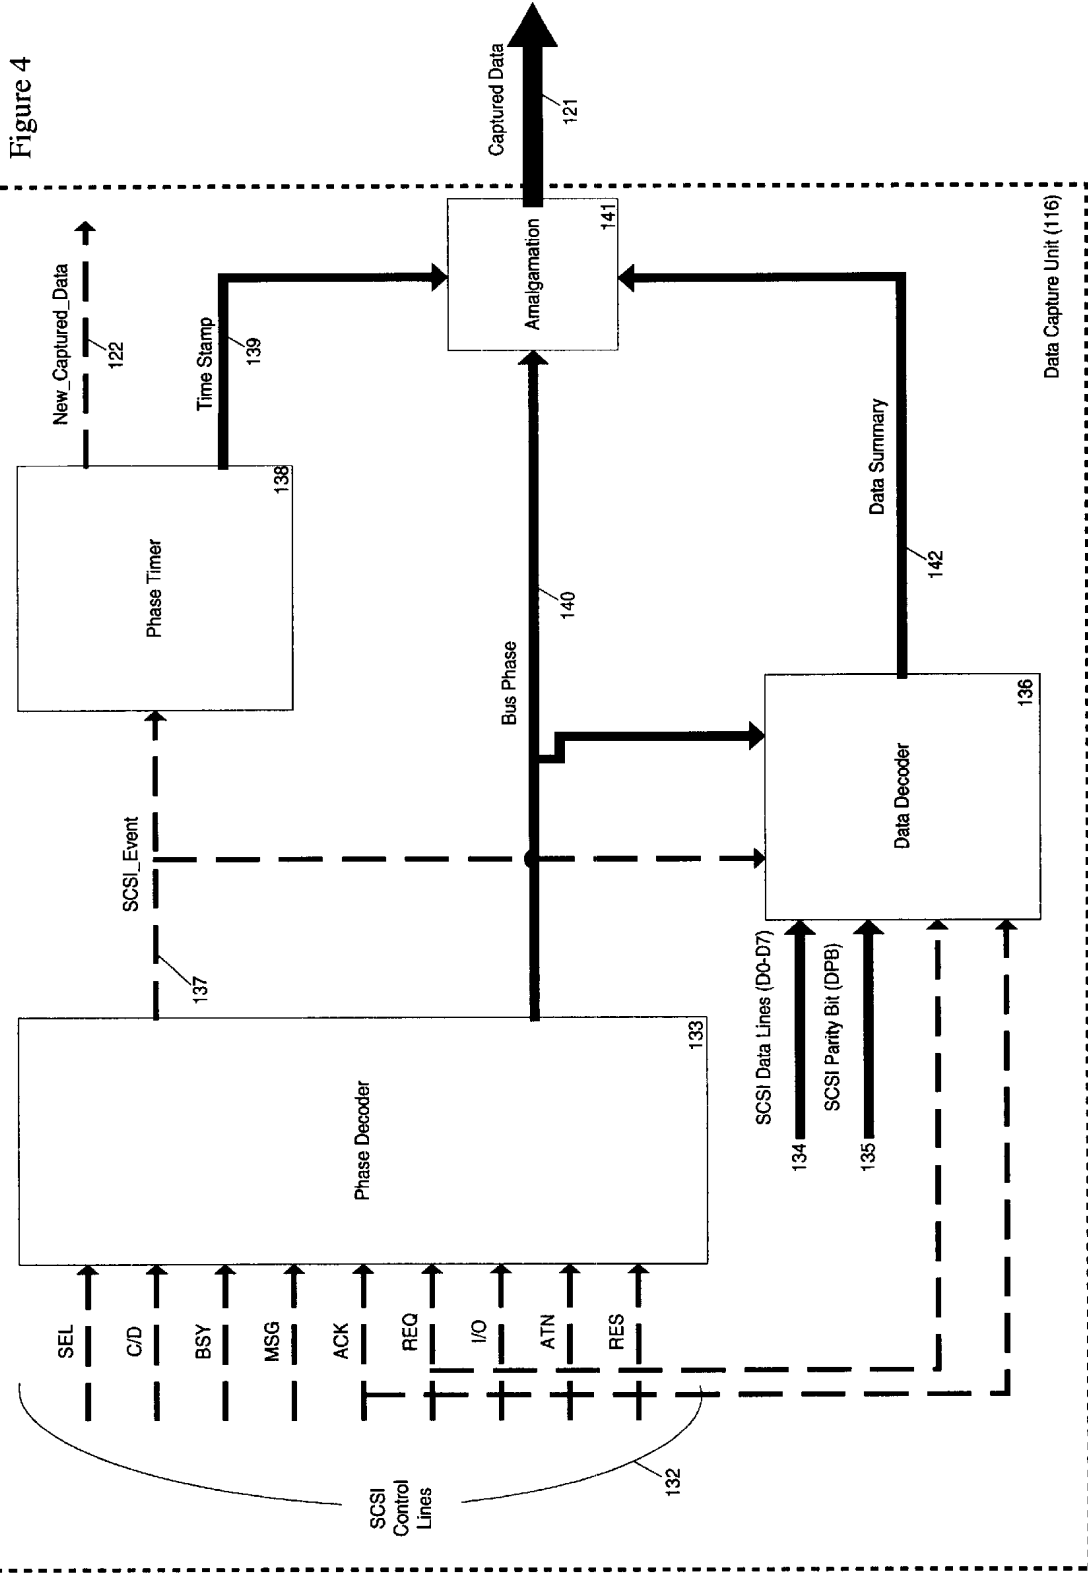 Figure 4
SCSI
Control
Lines
132
SEL
C/D
BSY
MSG
ACK
REQ
I/O
ATN
RES
Phase Decoder
133
137
SCSI_Event
Phase Timer
138
New_Captured_Data
122
Time Stamp
139
Bus Phase
140
SCSI Data Lines (D0-D7)
134
SCSI Parity Bit (DPB)
135
Data Decoder
136
Data Summary
142
Amalgamation
141
Captured Data
121
Data Capture Unit (116)